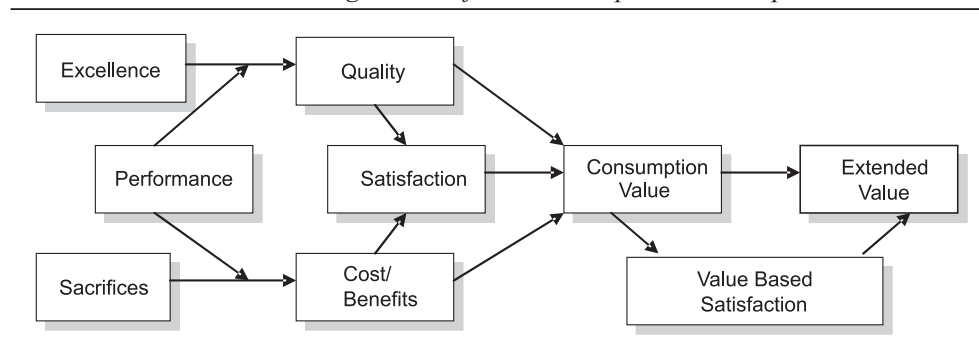 Excellence
Quality
Performance
Satisfaction
Consumption
Value
Extended
Value
Sacrifices
Cost/
Benefits
Value Based
Satisfaction